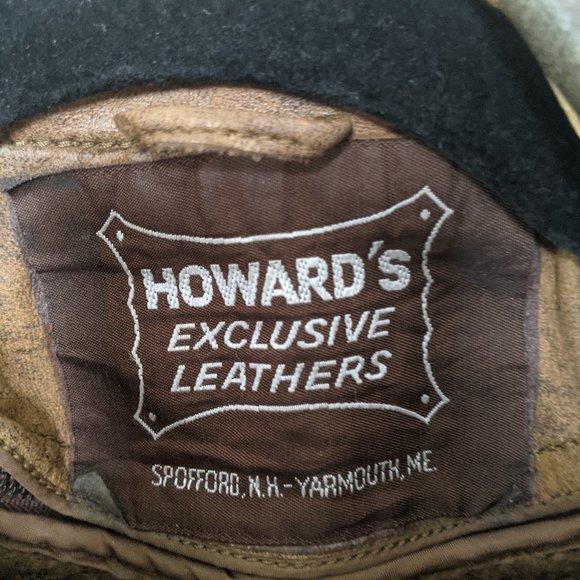 HOWARD'S
EXCLUSIVE
LEATHERS
SPOFFORD, N.H.-YARMOUTH, ME.